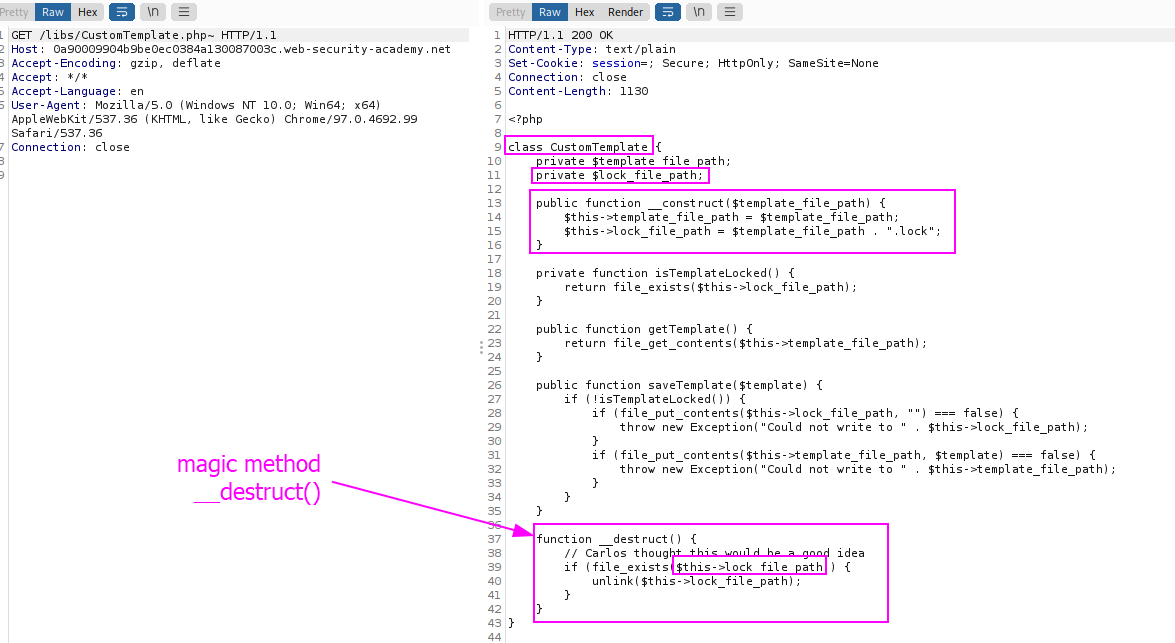 Pretty Raw Hex \n
GET /libs/CustomTemplate.php~ HTTP/1.1
Host: 0a90009904b9be0ec0384a130087003c.web-security-academy.net
Accept-Encoding: gzip, deflate
Accept: */*
Accept-Language: en
User-Agent: Mozilla/5.0 (Windows NT 10.0; Win64; x64)
AppleWebKit/537.36 (KHTML, like Gecko) Chrome/97.0.4692.99
Safari/537.36
Connection: close
magic method
__destruct()
Pretty Raw Hex Render \n
1 HTTP/1.1 200 OK
2 Content-Type: text/plain
3 Set-Cookie: session=; Secure; HttpOnly; SameSite=None
4 Connection: close
5 Content-Length: 1130
6
7 <?php
8
9 class CustomTemplate {
10 private $template_file_path;
11 private $lock_file_path;
12
13 public function __construct($template_file_path) {
14 $this->template_file_path = $template_file_path;
15 $this->lock_file_path = $template_file_path . ".lock";
16 }
17
18 private function isTemplateLocked() {
19 return file_exists($this->lock_file_path);
20 }
21
22 public function getTemplate() {
23 return file_get_contents($this->template_file_path);
24 }
25
26 public function saveTemplate($template) {
27 if (!isTemplateLocked()) {
28 if (file_put_contents($this->lock_file_path, "") === false) {
29 throw new Exception("Could not write to " . $this->lock_file_path);
30 }
31 if (file_put_contents($this->template_file_path, $template) === false) {
32 throw new Exception("Could not write to " . $this->template_file_path);
33 }
34 }
35 }
36
37 function __destruct() {
38 // Carlos thought this would be a good idea
39 if (file_exists($this->lock_file_path)) {
40 unlink($this->lock_file_path);
41 }
42 }
43 }
44